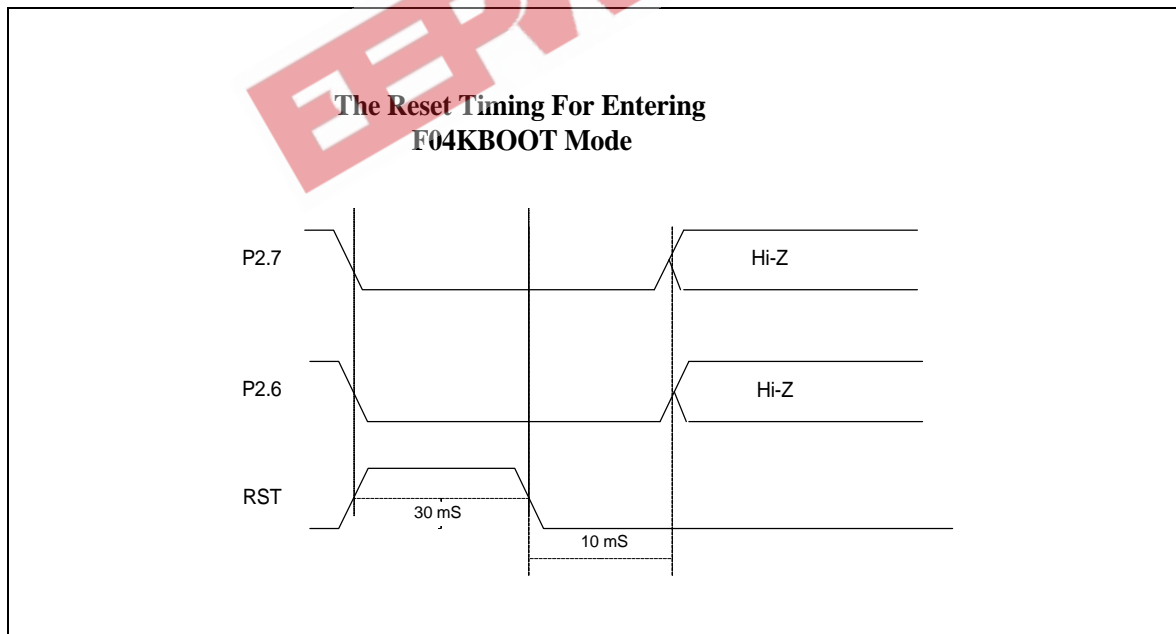 The Reset Timing For Entering
F04KBOOT Mode
P2.7
Hi-Z
P2.6
Hi-Z
RST
30 mS
10 mS